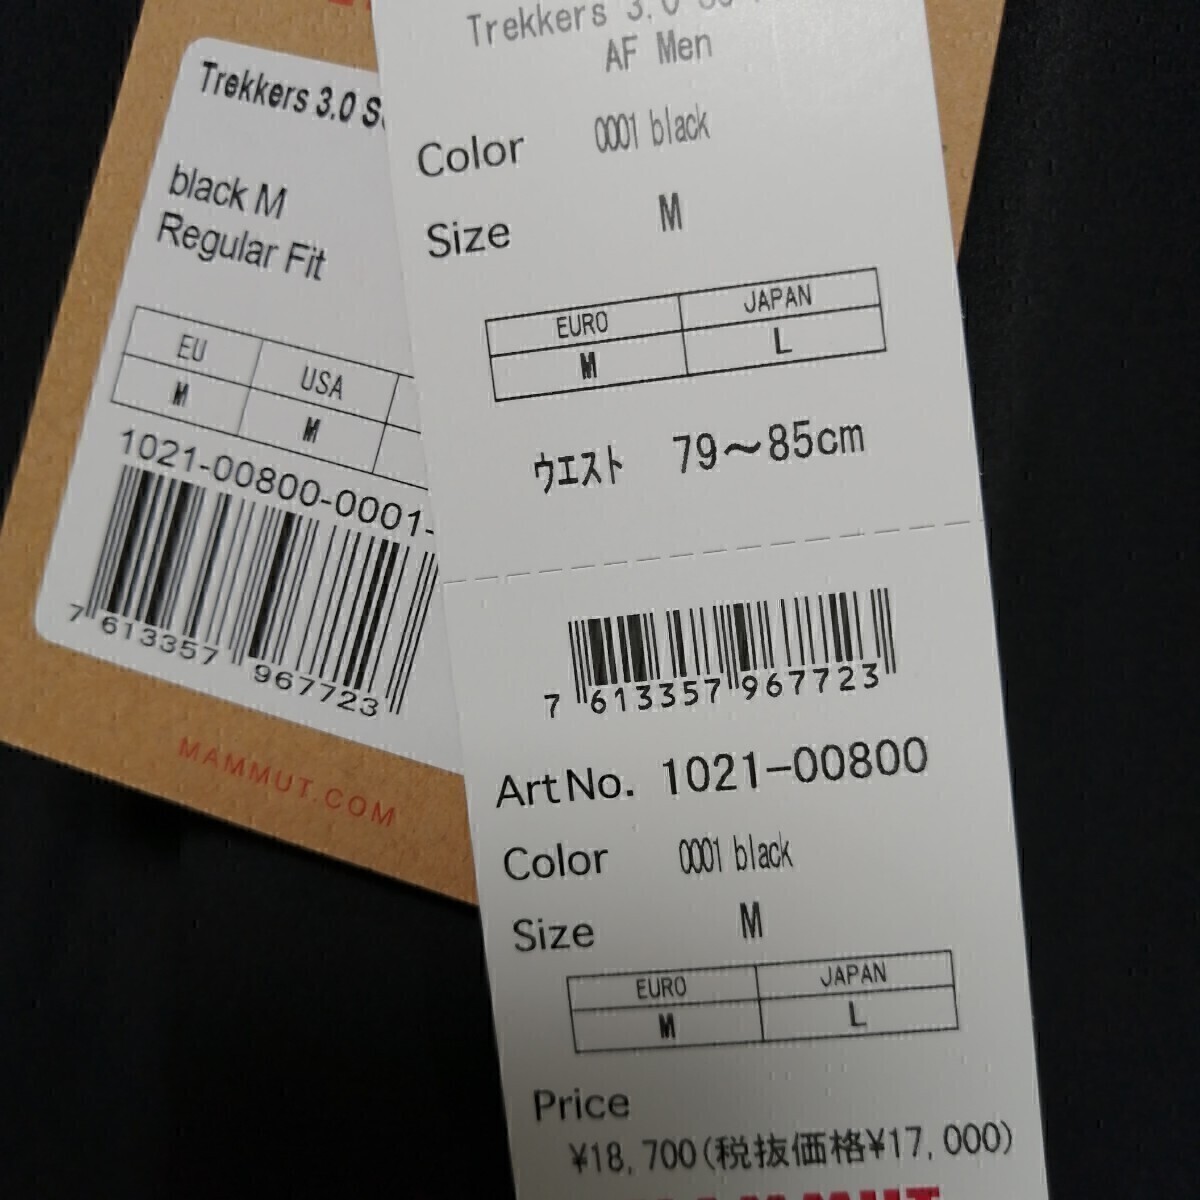 Trekkers 3.0
black M
Regular Fit
EU USA
M M
1021-00800-0001-
7 613357 967723
MAMMUT.COM
Trekkers 3.0
AF Men
Color 0001 black
Size M
EURO JAPAN
M L
ウエスト 79～85cm
7 613357 967723
Art No. 1021-00800
Color 0001 black
Size M
EURO JAPAN
M L
Price
¥18,700(税抜価格¥17,000)